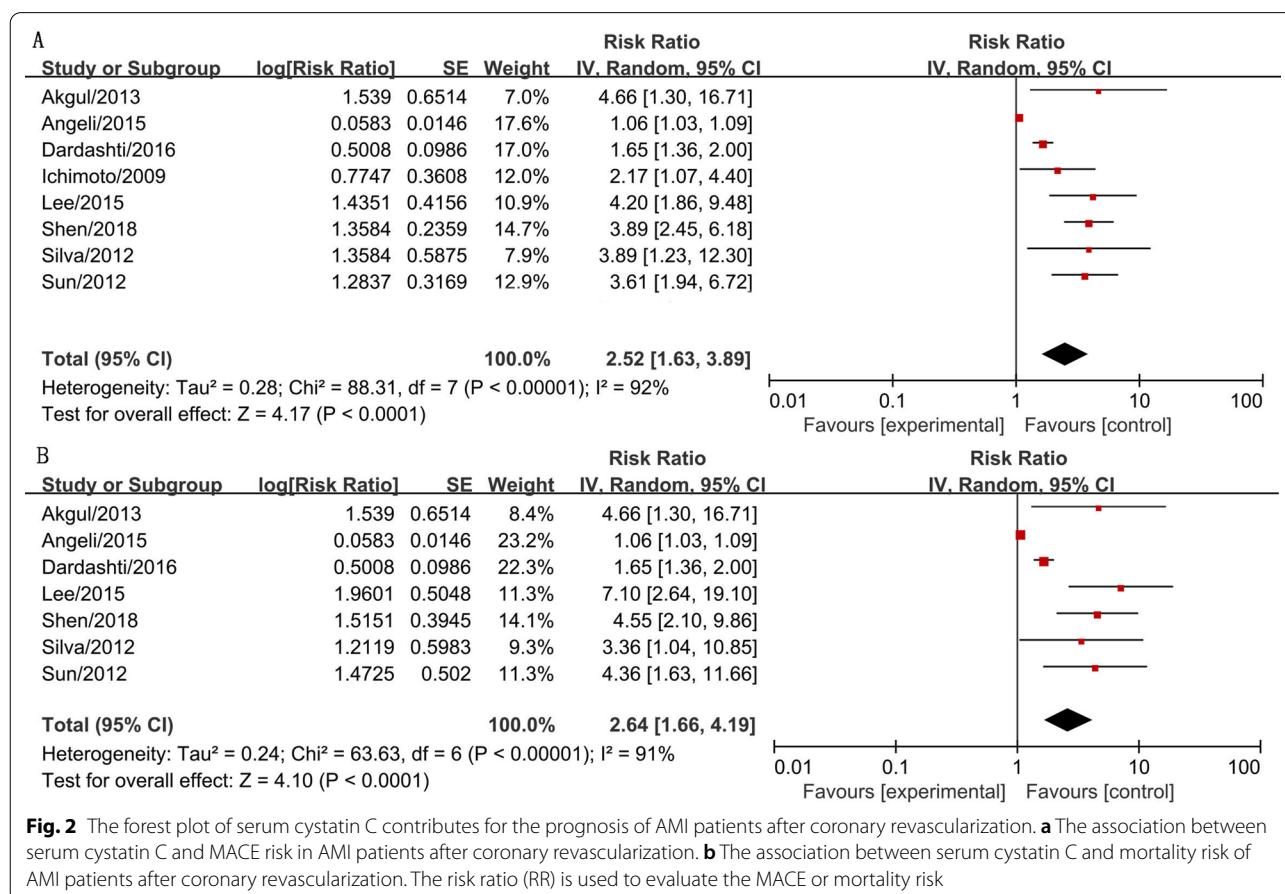 A
Risk Ratio Risk Ratio
Study or Subgroup log[Risk Ratio] SE Weight IV, Random, 95% CI IV, Random, 95% CI
Akgul/2013 1.539 0.6514 7.0% 4.66 [1.30, 16.71]
Angeli/2015 0.0583 0.0146 17.6% 1.06 [1.03, 1.09]
Dardashti/2016 0.5008 0.0986 17.0% 1.65 [1.36, 2.00]
Ichimoto/2009 0.7747 0.3608 12.0% 2.17 [1.07, 4.40]
Lee/2015 1.4351 0.4156 10.9% 4.20 [1.86, 9.48]
Shen/2018 1.3584 0.2359 14.7% 3.89 [2.45, 6.18]
Silva/2012 1.3584 0.5875 7.9% 3.89 [1.23, 12.30]
Sun/2012 1.2837 0.3169 12.9% 3.61 [1.94, 6.72]
Total (95% CI) 100.0% 2.52 [1.63, 3.89]
Heterogeneity: Tau² = 0.28; Chi² = 88.31, df = 7 (P < 0.00001); I² = 92%
Test for overall effect: Z = 4.17 (P < 0.0001)
0.01 0.1 1 10 100
Favours [experimental] Favours [control]
B
Risk Ratio Risk Ratio
Study or Subgroup log[Risk Ratio] SE Weight IV, Random, 95% CI IV, Random, 95% CI
Akgul/2013 1.539 0.6514 8.4% 4.66 [1.30, 16.71]
Angeli/2015 0.0583 0.0146 23.2% 1.06 [1.03, 1.09]
Dardashti/2016 0.5008 0.0986 22.3% 1.65 [1.36, 2.00]
Lee/2015 1.9601 0.5048 11.3% 7.10 [2.64, 19.10]
Shen/2018 1.5151 0.3945 14.1% 4.55 [2.10, 9.86]
Silva/2012 1.2119 0.5983 9.3% 3.36 [1.04, 10.85]
Sun/2012 1.4725 0.502 11.3% 4.36 [1.63, 11.66]
Total (95% CI) 100.0% 2.64 [1.66, 4.19]
Heterogeneity: Tau² = 0.24; Chi² = 63.63, df = 6 (P < 0.00001); I² = 91%
Test for overall effect: Z = 4.10 (P < 0.0001)
0.01 0.1 1 10 100
Favours [experimental] Favours [control]
Fig. 2 The forest plot of serum cystatin C contributes for the prognosis of AMI patients after coronary revascularization. a The association between
serum cystatin C and MACE risk in AMI patients after coronary revascularization. b The association between serum cystatin C and mortality risk of
AMI patients after coronary revascularization. The risk ratio (RR) is used to evaluate the MACE or mortality risk